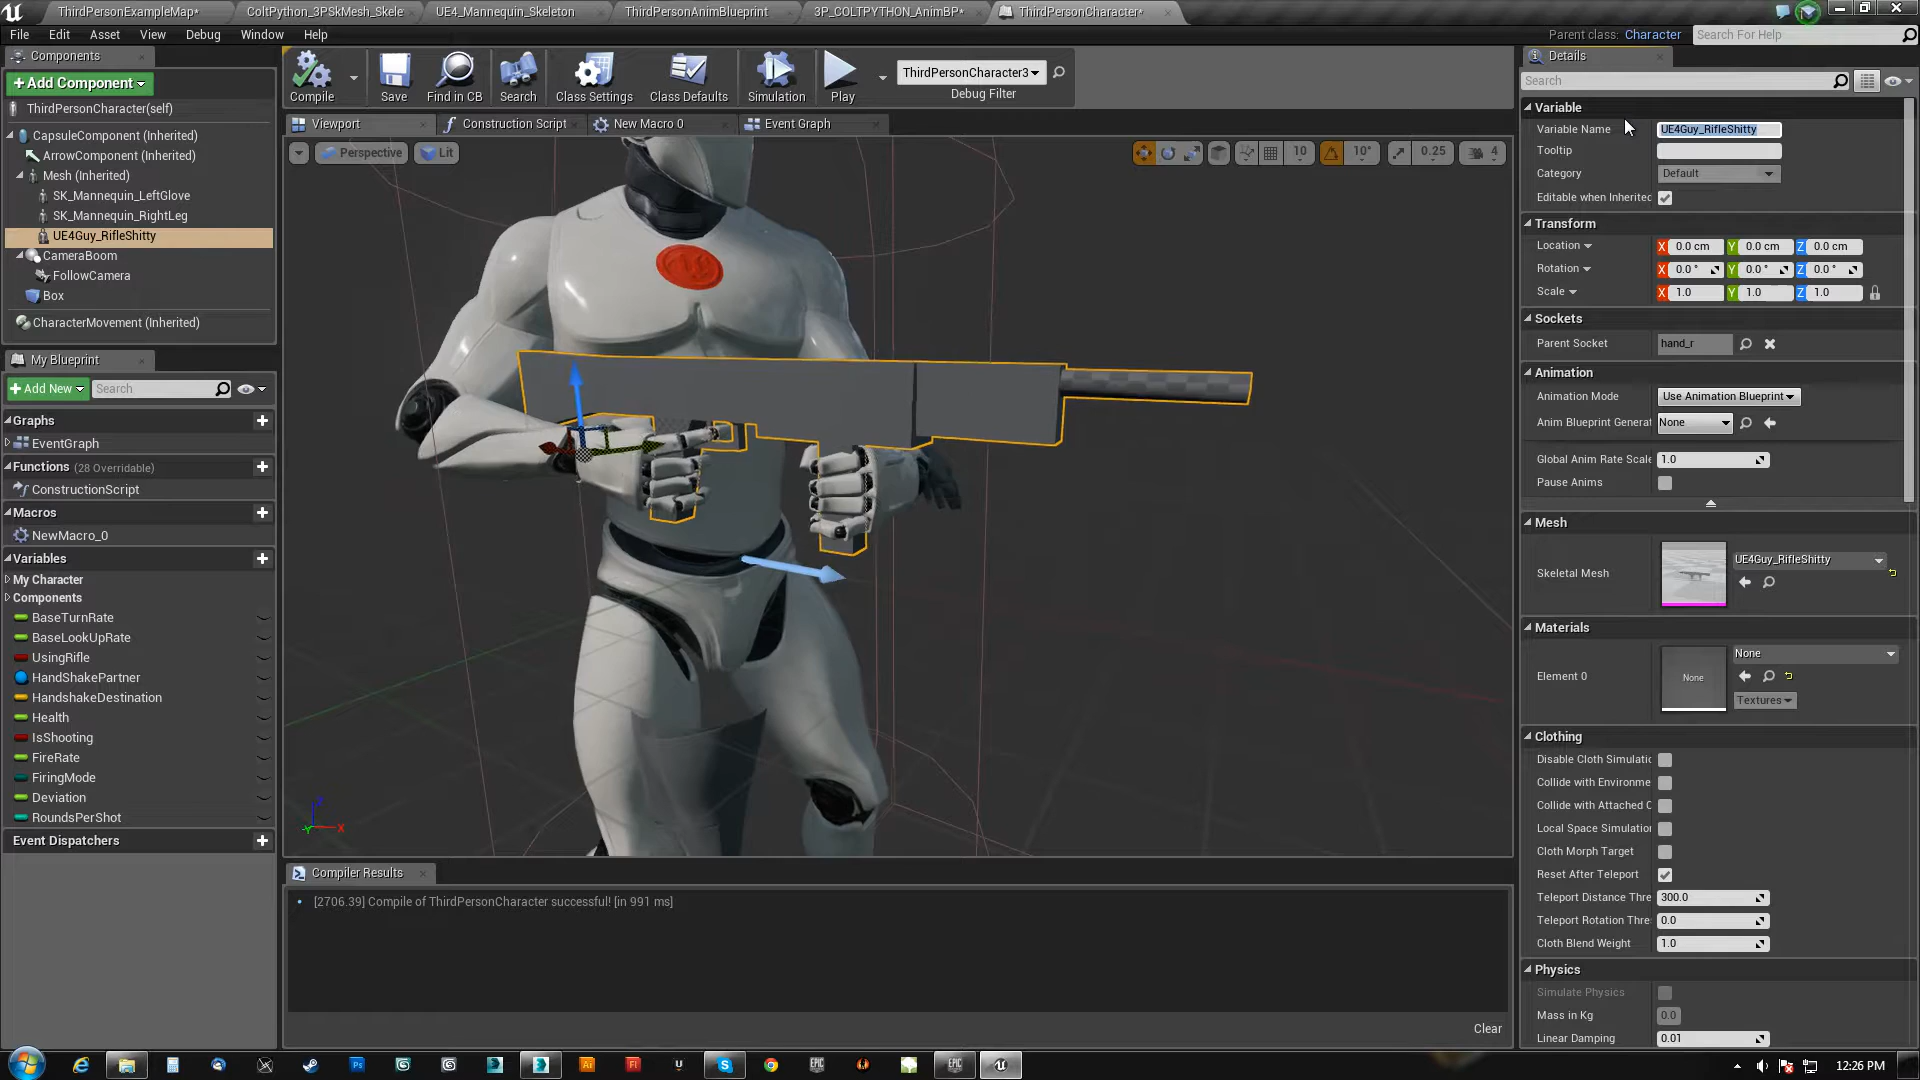 ThirdPersonExampleMap*
ColtPython_3PSkMesh_Skele
UE4_Mannequin_Skeleton
ThirdPersonAnimBlueprint
3P_COLTPYTHON_AnimBP*
ThirdPersonCharacter*
File Edit Asset View Debug Window Help
Parent class: Character
Search For Help
Components
+Add Component
ThirdPersonCharacter(self)
CapsuleComponent (Inherited)
ArrowComponent (Inherited)
Mesh (Inherited)
SK_Mannequin_LeftGlove
SK_Mannequin_RightLeg
UE4Guy_RifleShitty
CameraBoom
FollowCamera
Box
CharacterMovement (Inherited)
My Blueprint
+Add New
Search
Graphs
EventGraph
Functions (28 Overridable)
ConstructionScript
Macros
NewMacro_0
Variables
My Character
Components
BaseTurnRate
BaseLookUpRate
UsingRifle
HandShakePartner
HandshakeDestination
Health
IsShooting
FireRate
FiringMode
Deviation
RoundsPerShot
Event Dispatchers
Compile
Save
Find in CB
Search
Class Settings
Class Defaults
Simulation
Play
ThirdPersonCharacter3
Debug Filter
Viewport
Construction Script
New Macro 0
Event Graph
Perspective
Lit
10
10°
0.25
4
X
Compiler Results
[2706.39] Compile of ThirdPersonCharacter successful! [in 991 ms]
Clear
Details
Search
Variable
Variable Name UE4Guy_RifleShitty
Tooltip
Category Default
Editable when Inherited
Transform
Location X 0.0 cm Y 0.0 cm Z 0.0 cm
Rotation X 0.0 ° Y 0.0 ° Z 0.0 °
Scale X 1.0 Y 1.0 Z 1.0
Sockets
Parent Socket hand_r
Animation
Animation Mode Use Animation Blueprint
Anim Blueprint Generat None
Global Anim Rate Scale 1.0
Pause Anims
Mesh
Skeletal Mesh UE4Guy_RifleShitty
Materials
Element 0 None
None
Textures
Clothing
Disable Cloth Simulatic
Collide with Environme
Collide with Attached C
Local Space Simulation
Cloth Morph Target
Reset After Teleport
Teleport Distance Thre 300.0
Teleport Rotation Thre 0.0
Cloth Blend Weight 1.0
Physics
Simulate Physics
Mass in Kg 0.0
Linear Damping 0.01
12:26 PM